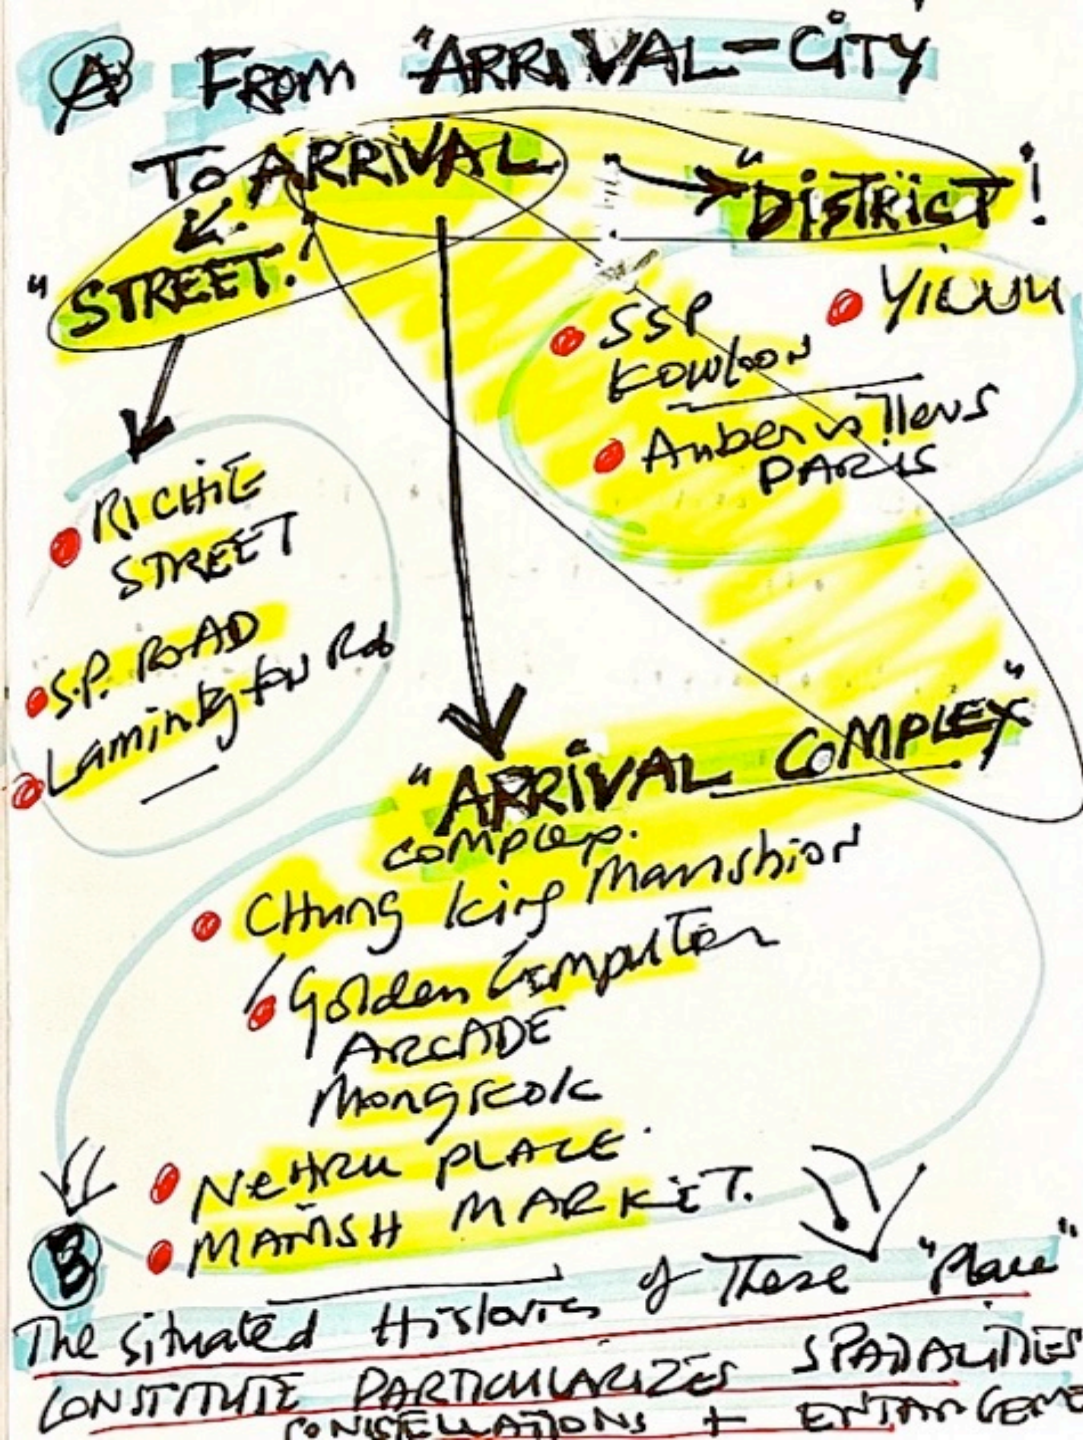 A From "ARRIVAL-CITY
To ARRIVAL
"DISTRICT"!
"STREET."
SSP
KOWLOON
YIWU
Aubervilliers
PARIS
RICHIE
STREET
S.P. ROAD
Lamington Rd
"ARRIVAL COMPLEX"
complex.
CHung king Manshion
Golden Computer
ARCADE
Mongkok
NEHRU PLACE.
MANISH MARKET.
B
The situated Histories of These "Place"
CONSTITUTE PARTICULARIZES SPATIALITIES
CONSTELLATIONS + ENTANGEME